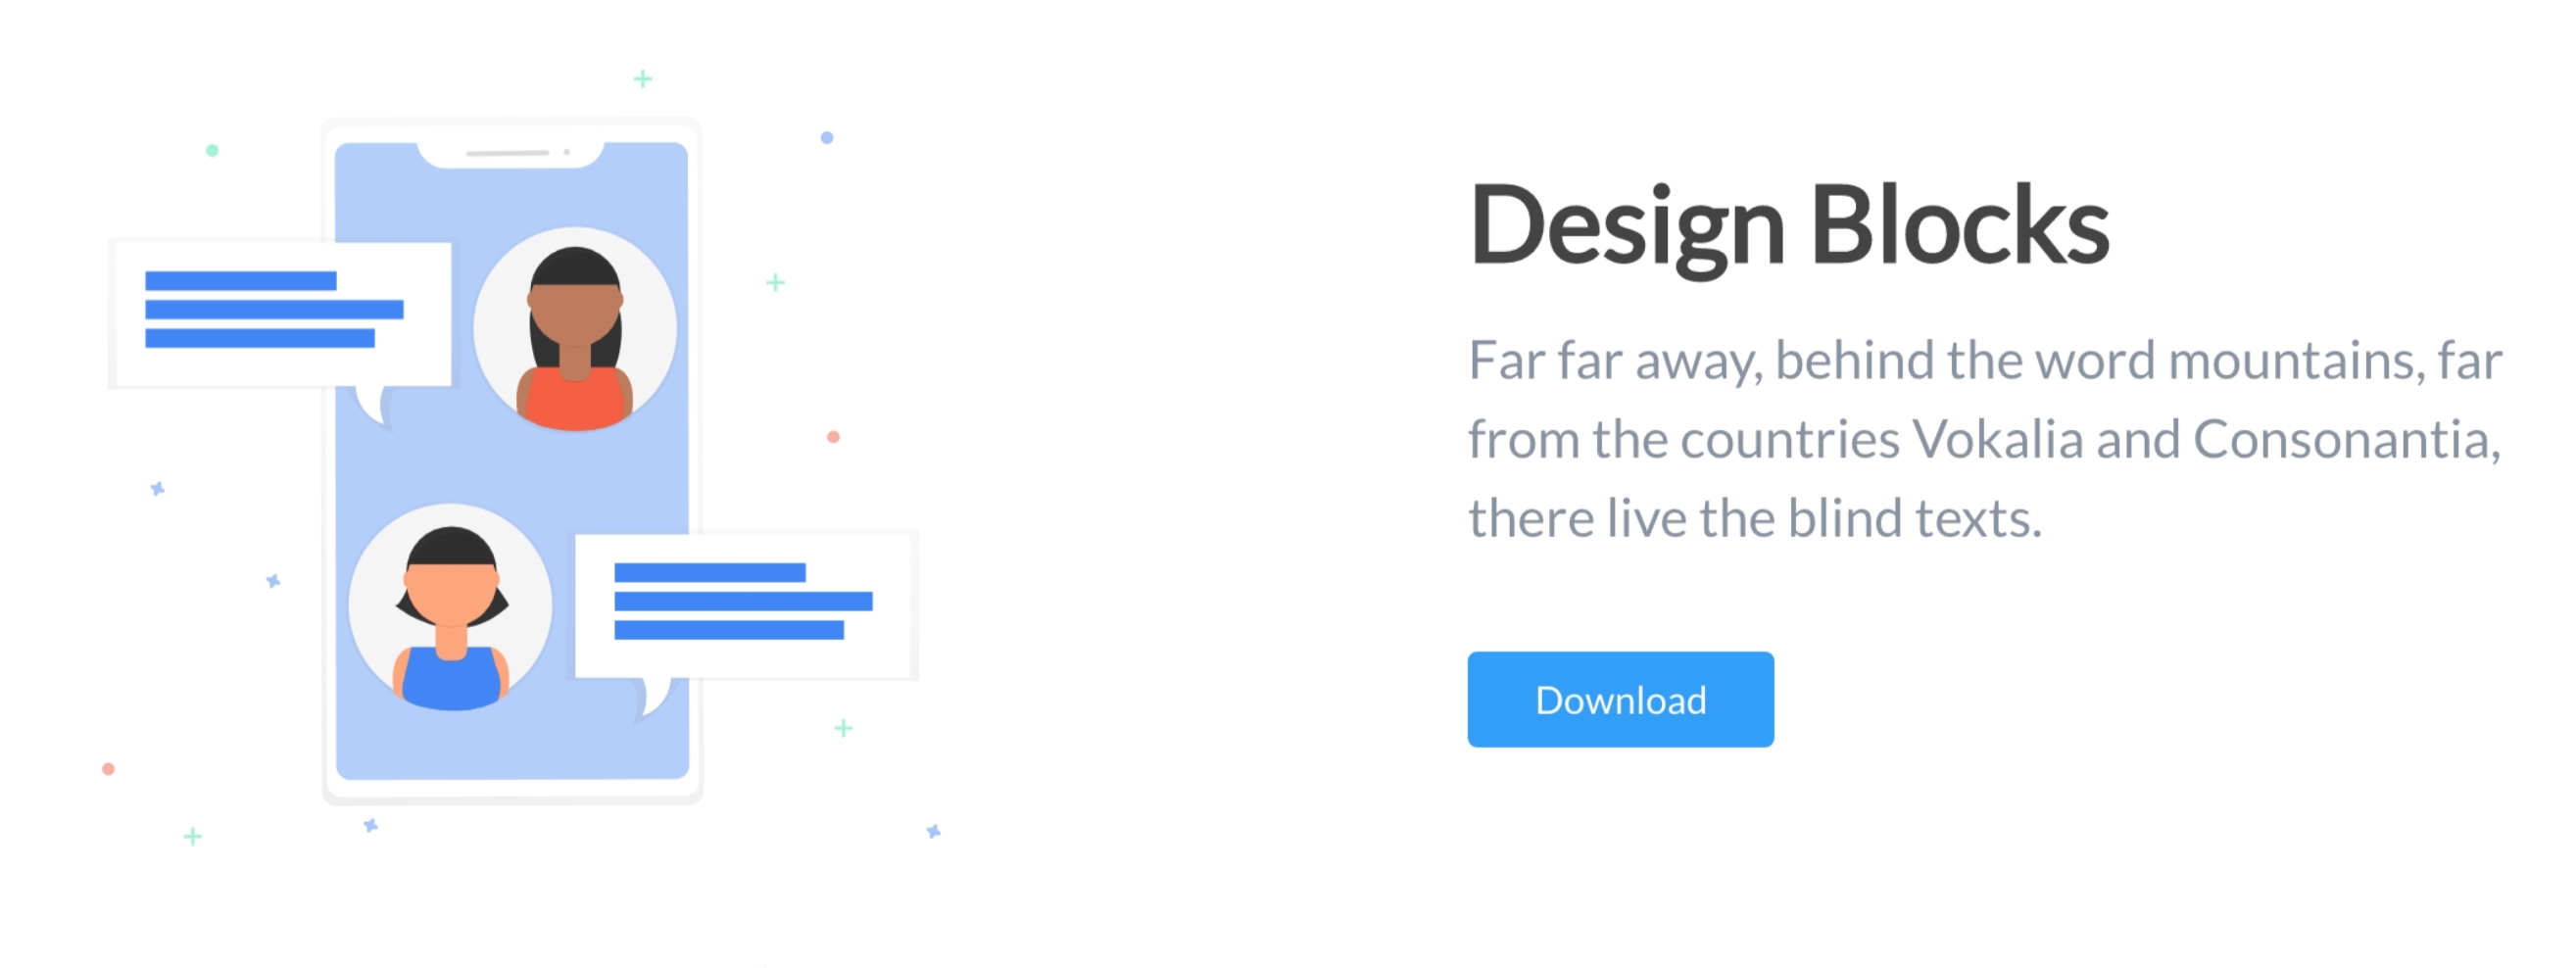 Design Blocks
Far far away, behind the word mountains, far
from the countries Vokalia and Consonantia,
there live the blind texts.
Download